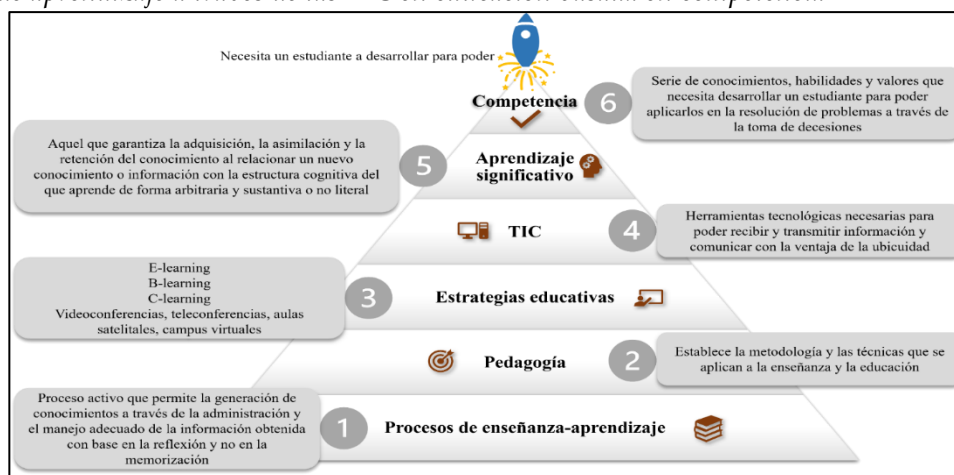 Necesita un estudiante a desarrollar para poder
Competencia
6
Serie de conocimientos, habilidades y valores que
necesita desarrollar un estudiante para poder
aplicarlos en la resolución de problemas a través de
la toma de decesiones
Aquel que garantiza la adquisición, la asimilación y la
retención del conocimiento al relacionar un nuevo
conocimiento o información con la estructura cognitiva del
que aprende de forma arbitraria y sustantiva o no literal
5
Aprendizaje
significativo
TIC
4
Herramientas tecnológicas necesarias para
poder recibir y transmitir información y
comunicar con la ventaja de la ubicuidad
E-learning
B-learning
C-learning
Videoconferencias, teleconferencias, aulas
satelitales, campus virtuales
3
Estrategias educativas
Pedagogía
2
Establece la metodología y las técnicas que se
aplican a la enseñanza y la educación
Proceso activo que permite la generación de
conocimientos a través de la administración y
el manejo adecuado de la información obtenida
con base en la reflexión y no en la
memorización
1
Procesos de enseñanza-aprendizaje